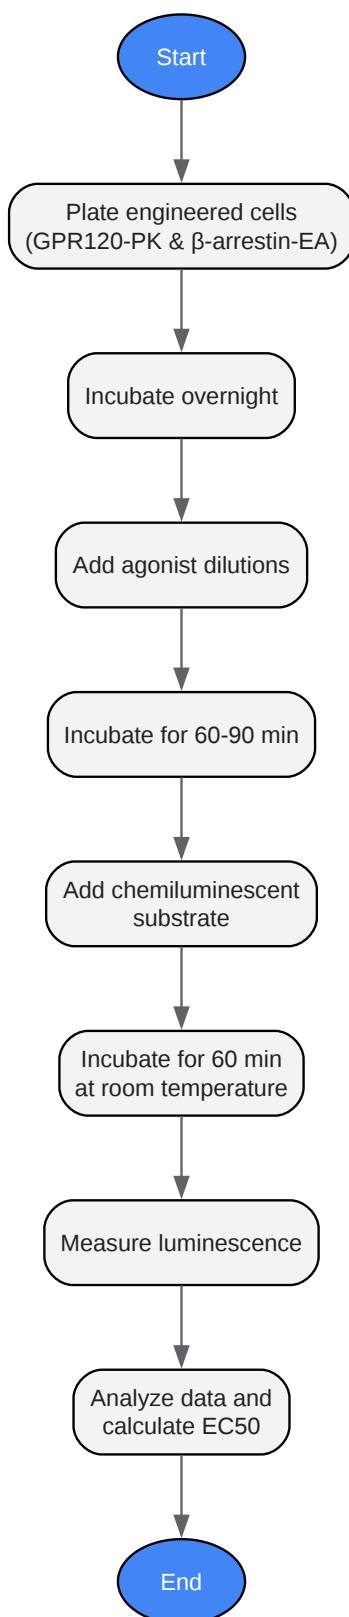 Start
Plate engineered cells
(GPR120-PK & β-arrestin-EA)
Incubate overnight
Add agonist dilutions
Incubate for 60-90 min
Add chemiluminescent
substrate
Incubate for 60 min
at room temperature
Measure luminescence
Analyze data and
calculate EC50
End